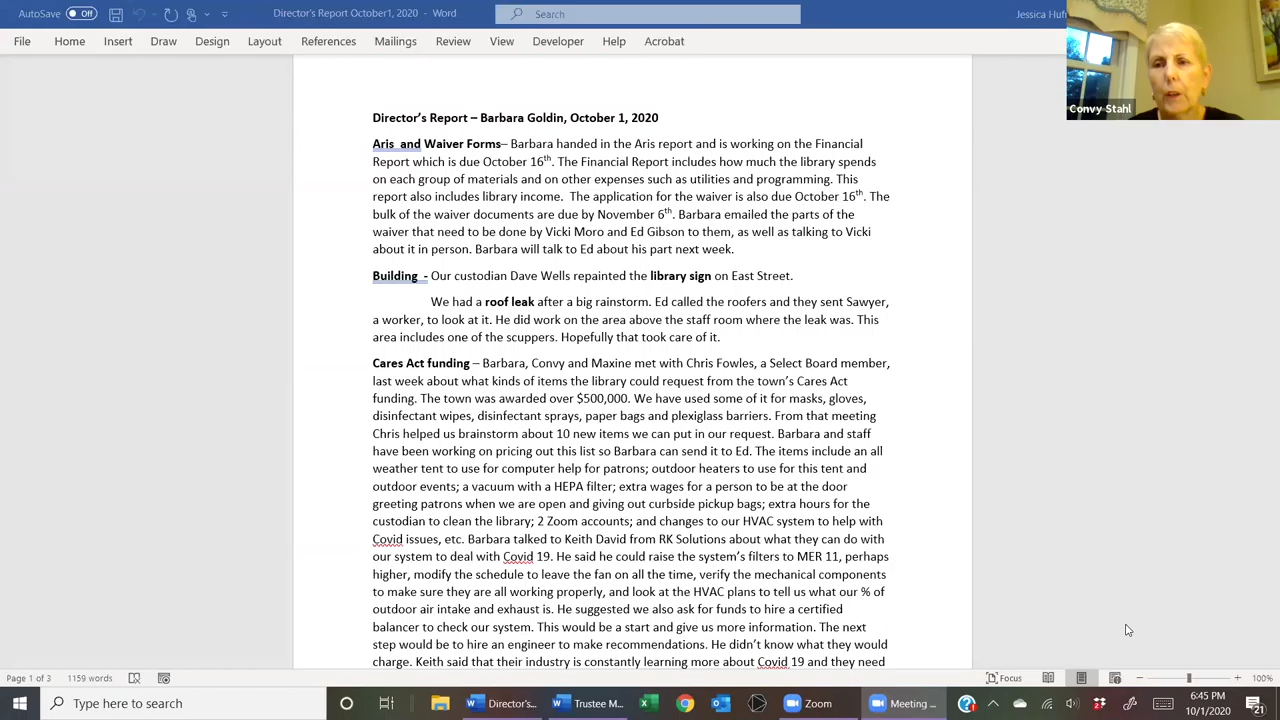 AutoSave Off Director's Report October1, 2020 - Word Search
File Home Insert Draw Design Layout References Mailings Review View Developer Help Acrobat
Convy Stahl
Director's Report – Barbara Goldin, October 1, 2020
Aris and Waiver Forms– Barbara handed in the Aris report and is working on the Financial
Report which is due October 16th. The Financial Report includes how much the library spends
on each group of materials and on other expenses such as utilities and programming. This
report also includes library income. The application for the waiver is also due October 16th. The
bulk of the waiver documents are due by November 6th. Barbara emailed the parts of the
waiver that need to be done by Vicki Moro and Ed Gibson to them, as well as talking to Vicki
about it in person. Barbara will talk to Ed about his part next week.
Building - Our custodian Dave Wells repainted the library sign on East Street.
We had a roof leak after a big rainstorm. Ed called the roofers and they sent Sawyer,
a worker, to look at it. He did work on the area above the staff room where the leak was. This
area includes one of the scuppers. Hopefully that took care of it.
Cares Act funding – Barbara, Convy and Maxine met with Chris Fowles, a Select Board member,
last week about what kinds of items the library could request from the town's Cares Act
funding. The town was awarded over $500,000. We have used some of it for masks, gloves,
disinfectant wipes, disinfectant sprays, paper bags and plexiglass barriers. From that meeting
Chris helped us brainstorm about 10 new items we can put in our request. Barbara and staff
have been working on pricing out this list so Barbara can send it to Ed. The items include an all
weather tent to use for computer help for patrons; outdoor heaters to use for this tent and
outdoor events; a vacuum with a HEPA filter; extra wages for a person to be at the door
greeting patrons when we are open and giving out curbside pickup bags; extra hours for the
custodian to clean the library; 2 Zoom accounts; and changes to our HVAC system to help with
Covid issues, etc. Barbara talked to Keith David from RK Solutions about what they can do with
our system to deal with Covid 19. He said he could raise the system's filters to MER 11, perhaps
higher, modify the schedule to leave the fan on all the time, verify the mechanical components
to make sure they are all working properly, and look at the HVAC plans to tell us what our % of
outdoor air intake and exhaust is. He suggested we also ask for funds to hire a certified
balancer to check our system. This would be a start and give us more information. The next
step would be to hire an engineer to make recommendations. He didn't know what they would
charge. Keith said that their industry is constantly learning more about Covid 19 and they need
Page 1 of 3 1159 words Focus 100%
Type here to search Director's... Trustee M... Zoom Meeting ... 6:45 PM
10/1/2020 21